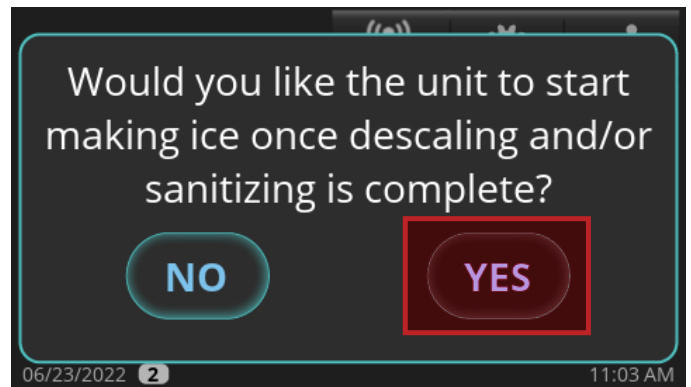 Would you like the unit to start
making ice once descaling and/or
sanitizing is complete?
NO YES
06/23/2022 2 11:03 AM